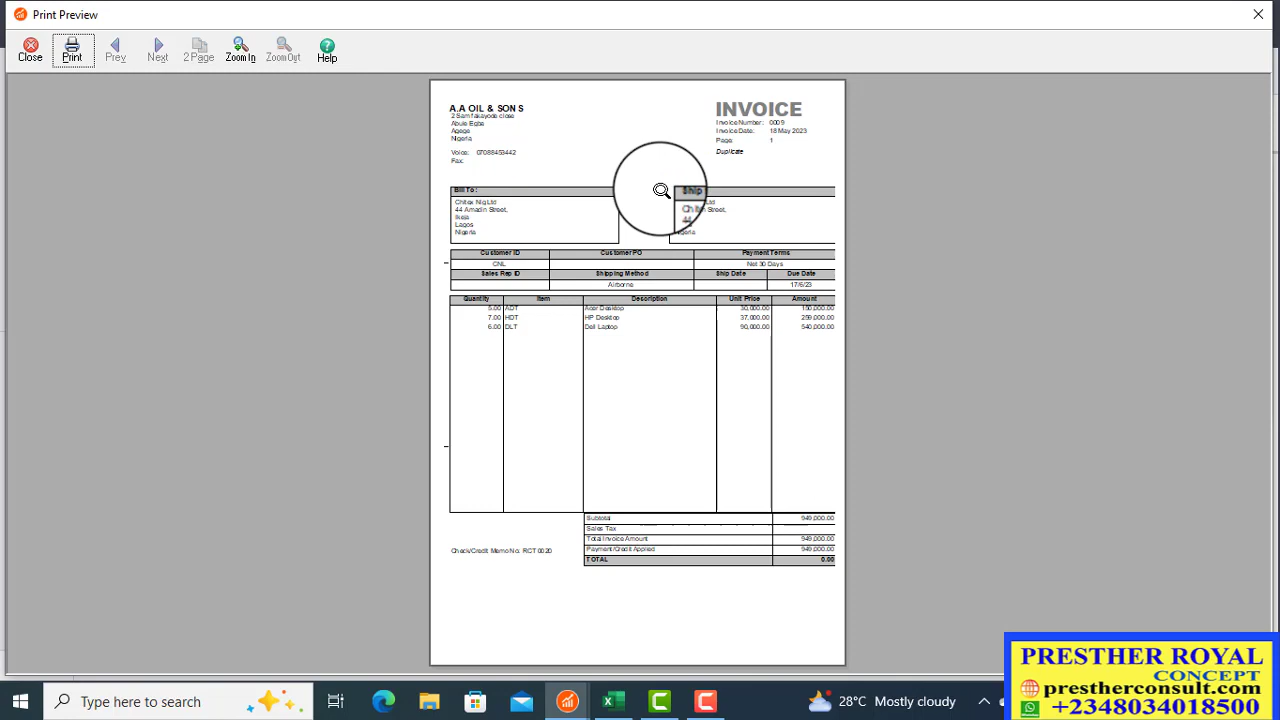 Print Preview
Close Print Prev Next 2 Page Zoom In Zoom Out Help
A.A OIL & SON S
2 Sam fakayode close
Abule Egba
Agege
Nigeria
Voice: 07088453442
Fax:
INVOICE
Invoice Number: 0009
Invoice Date: 18 May 2023
Page: 1
Duplicate
Bill To:
Chitex Nig Ltd
44 Amadin Street,
Ikeja
Lagos
Nigeria
Ship
Customer ID Customer PO Payment Terms
CNL Net 30 Days
Sales Rep ID Shipping Method Ship Date Due Date
Airborne 17/6/23
Quantity Item Description Unit Price Amount
5.00 ADT Acer Desktop 30,000.00 150,000.00
7.00 HDT HP Desktop 37,000.00 259,000.00
6.00 DLT Dell Laptop 90,000.00 540,000.00
Subtotal 949,000.00
Sales Tax
Total Invoice Amount 949,000.00
Check/Credit Memo No: RCT 0020 Payment/Credit Applied 949,000.00
TOTAL 0.00
PRESTHER ROYAL
CONCEPT
prestherconsult.com
+2348034018500
Type here to search 28°C Mostly cloudy